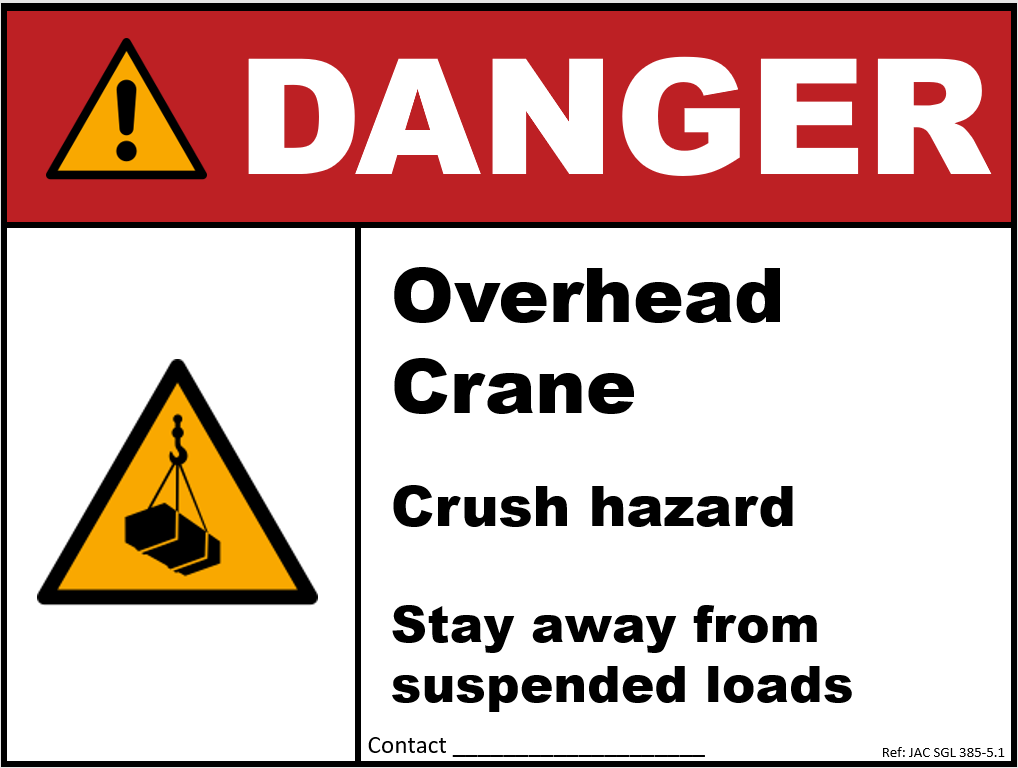 DANGER
Overhead
Crane
Crush hazard
Stay away from
suspended loads
Contact ____________________
Ref: JAC SGL 385-5.1